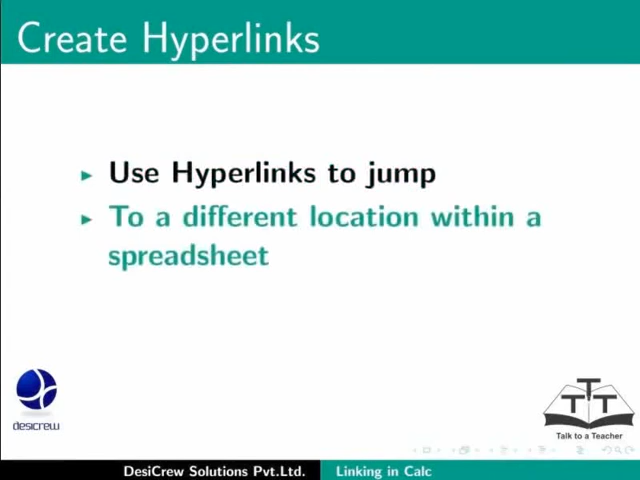 Create Hyperlinks
Use Hyperlinks to jump
To a different location within a
spreadsheet
desicrew
T T T
Talk to a Teacher
DesiCrew Solutions Pvt.Ltd.
Linking in Calc